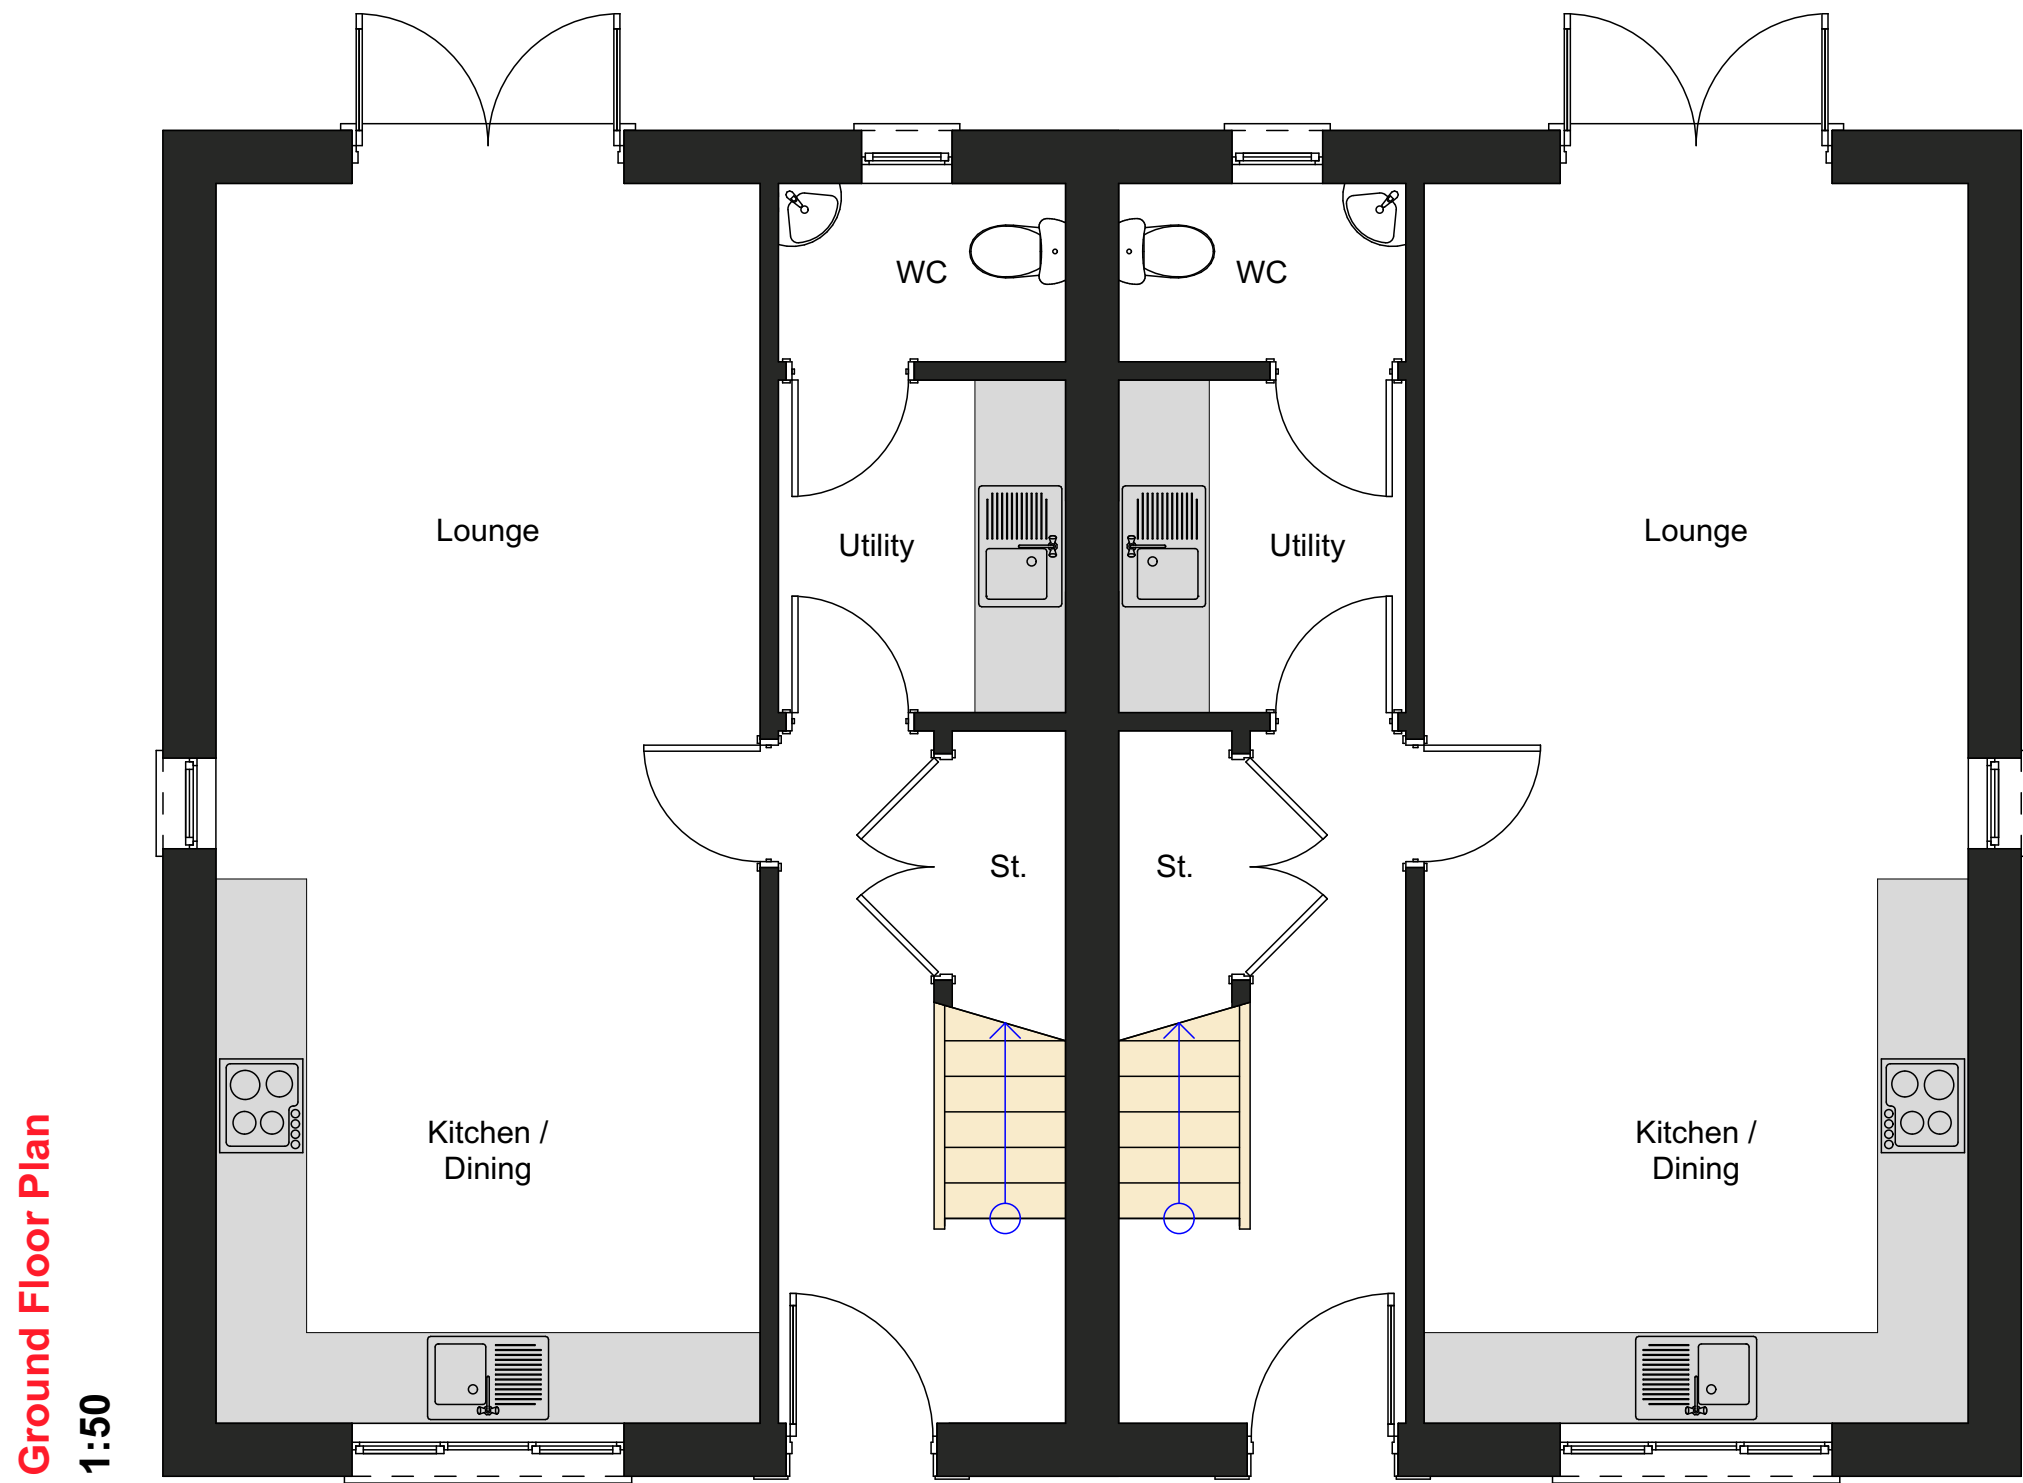 WC
WC
Lounge
Utility
Utility
Lounge
St.
St.
Kitchen /
Dining
Kitchen /
Dining
Ground Floor Plan
1:50